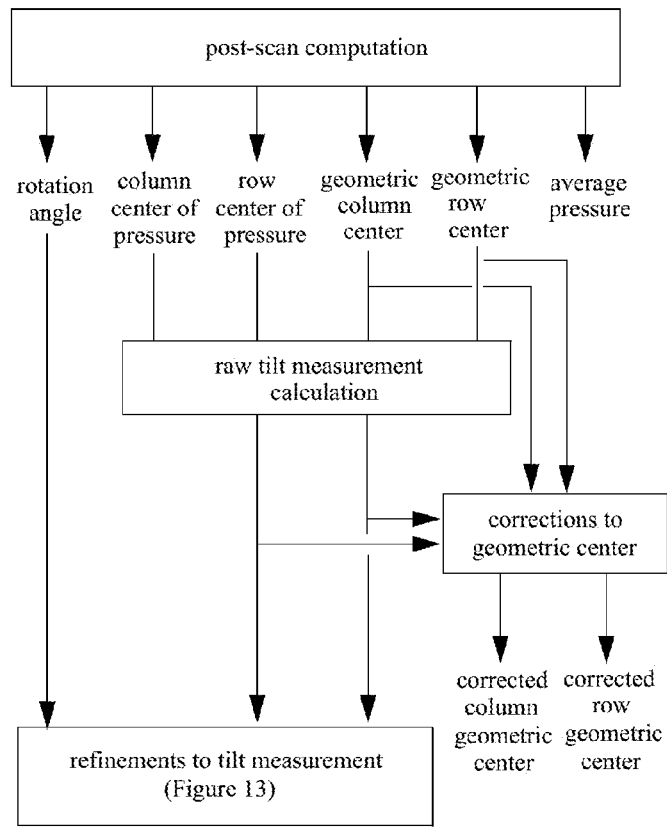 post-scan computation
rotation
angle
column
center of
pressure
row
center of
pressure
geometric
column
center
geometric
row
center
average
pressure
raw tilt measurement
calculation
corrections to
geometric center
corrected
column
geometric
center
corrected
row
geometric
center
refinements to tilt measurement
(Figure 13)